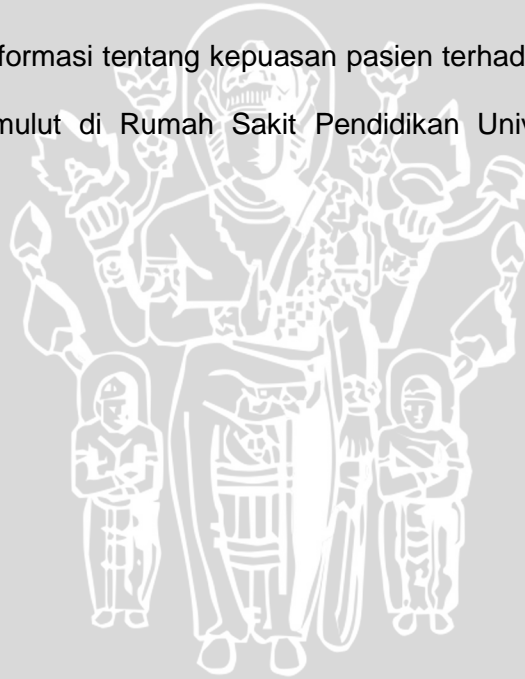 formasi tentang kepuasan pasien terhad
mulut di Rumah Sakit Pendidikan Univ